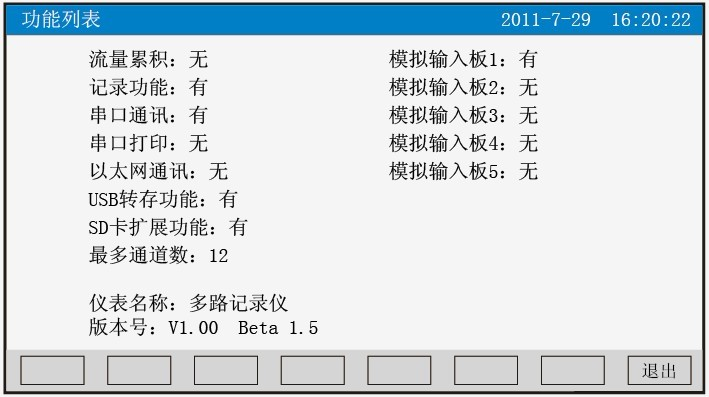 功能列表 2011-7-29 16:20:22
流量累积：无 模拟输入板1：有
记录功能：有 模拟输入板2：无
串口通讯：有 模拟输入板3：无
串口打印：无 模拟输入板4：无
以太网通讯：无 模拟输入板5：无
USB转存功能：有
SD卡扩展功能：有
最多通道数：12
仪表名称：多路记录仪
版本号：V1.00 Beta 1.5
退出